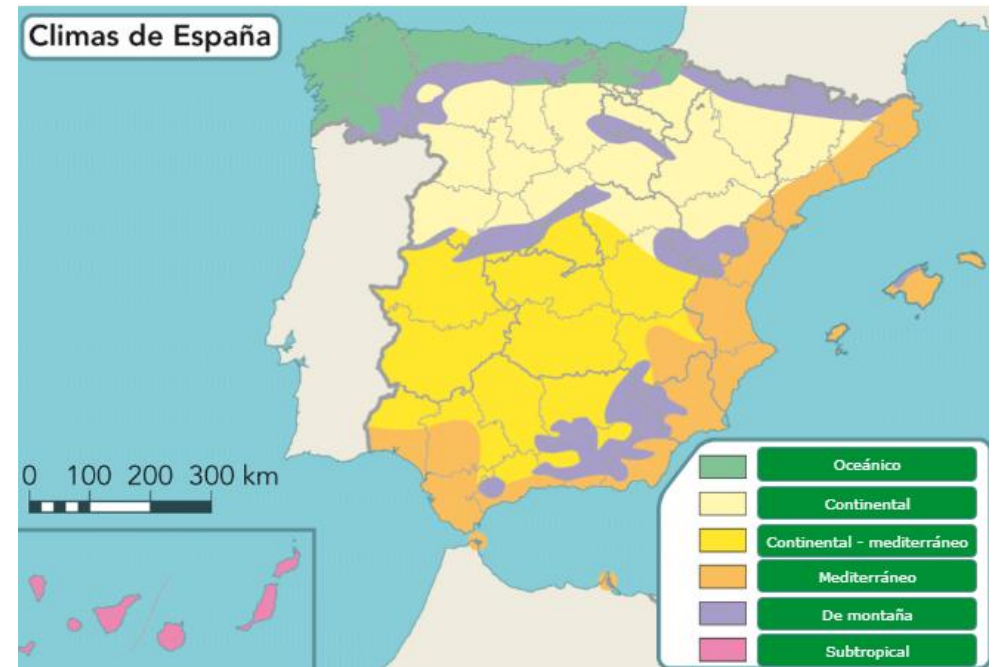 Climas de España
0 100 200 300 km
Oceánico
Continental
Continental - mediterráneo
Mediterráneo
De montaña
Subtropical